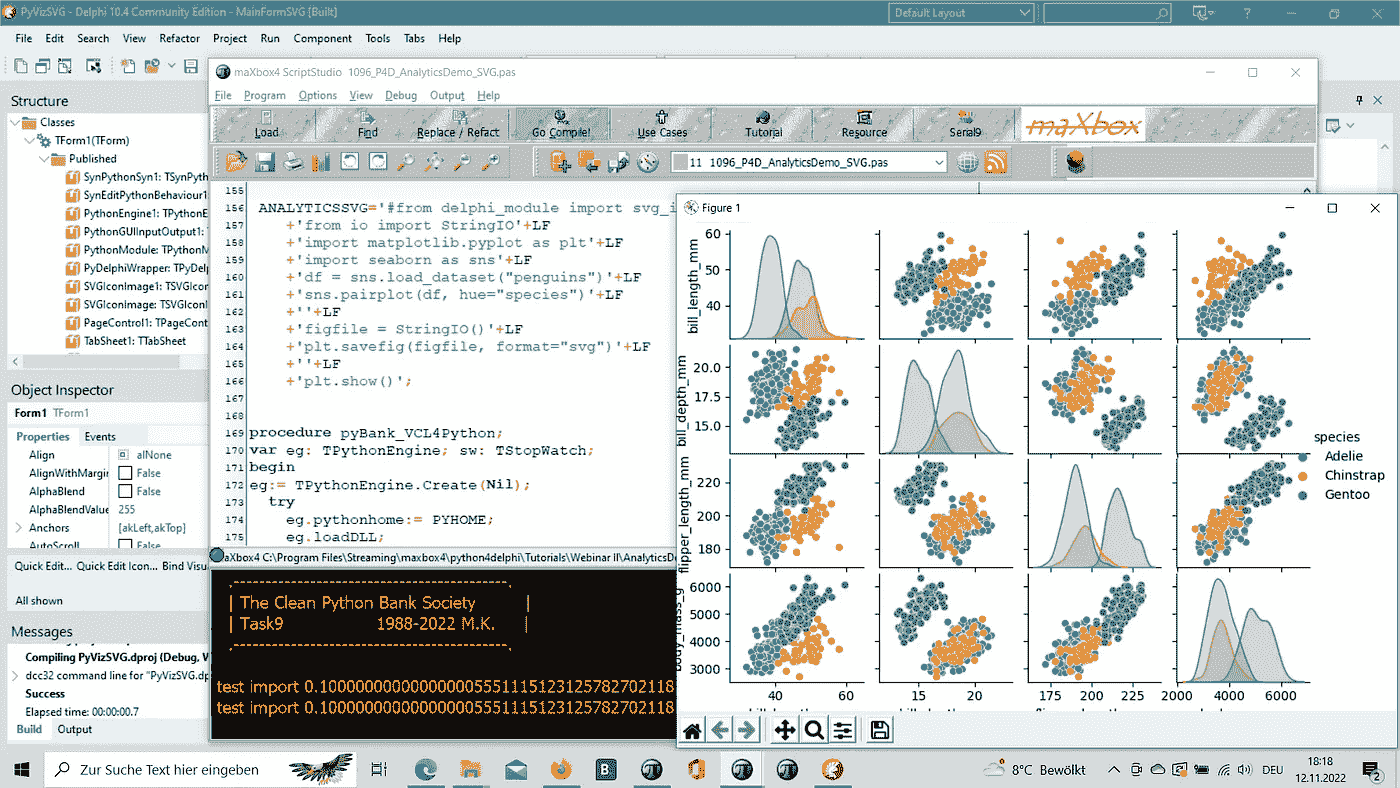 PyVizSVG - Delphi 10.4 Community Edition - MainFormSVG [Built]
Default Layout
File Edit Search View Refactor Project Run Component Tools Tabs Help
Structure
Classes
TForm1(TForm)
Published
SynPythonSyn1: TSynPyth
SynEditPythonBehaviour1
PythonEngine1: TPythonE
PythonGUIInputOutput1:
PythonModule: TPythonM
PyDelphiWrapper: TPyDelp
SVGIconImage1: TSVGIconI
SVGIconImage: TSVGIconI
PageControl1: TPageCont
TabSheet1: TTabSheet
Object Inspector
Form1 TForm1
Properties Events
Align alNone
AlignWithMargin False
AlphaBlend False
AlphaBlendValue 255
Anchors [akLeft,akTop]
AutoScroll False
Quick Edit... Quick Edit Icon... Bind Visu
All shown
Messages
Compiling PyVizSVG.dproj (Debug, W
dcc32 command line for "PyVizSVG.d
Success
Elapsed time: 00:00:00.7
Build Output
maXbox4 ScriptStudio 1096_P4D_AnalyticsDemo_SVG.pas
File Program Options View Debug Output Help
Load Find Replace / Refact Go Compile! Use Cases Tutorial Resource Serial9 maXbox
11 1096_P4D_AnalyticsDemo_SVG.pas
155
156 ANALYTICSSVG='#from delphi_module import svg_i
157 +'from io import StringIO'+LF
158 +'import matplotlib.pyplot as plt'+LF
159 +'import seaborn as sns'+LF
160 +'df = sns.load_dataset("penguins")'+LF
161 +'sns.pairplot(df, hue="species")'+LF
162 +''+LF
163 +'figfile = StringIO()'+LF
164 +'plt.savefig(figfile, format="svg")'+LF
165 +''+LF
166 +'plt.show()';
167
168
169 procedure pyBank_VCL4Python;
170 var eg: TPythonEngine; sw: TStopWatch;
171 begin
172 eg:= TPythonEngine.Create(Nil);
173 try
174 eg.pythonhome:= PYHOME;
175 eg.loadDLL;
maXbox4 C:\Program Files\Streaming\maxbox4\python4delphi\Tutorials\Webinar II\AnalyticsDe
| The Clean Python Bank Society |
| Task9 1988-2022 M.K. |
test import 0.100000000000000005551115123125782702118
test import 0.100000000000000005551115123125782702118
Figure 1
bill_length_mm
60
50
40
bill_depth_mm
20.0
17.5
15.0
flipper_length_mm
220
200
180
body_mass_g
6000
5000
4000
3000
40 60 15 20 175 200 225 2000 4000 6000
species
Adelie
Chinstrap
Gentoo
Zur Suche Text hier eingeben
8°C Bewölkt
DEU
18:18
12.11.2022
2